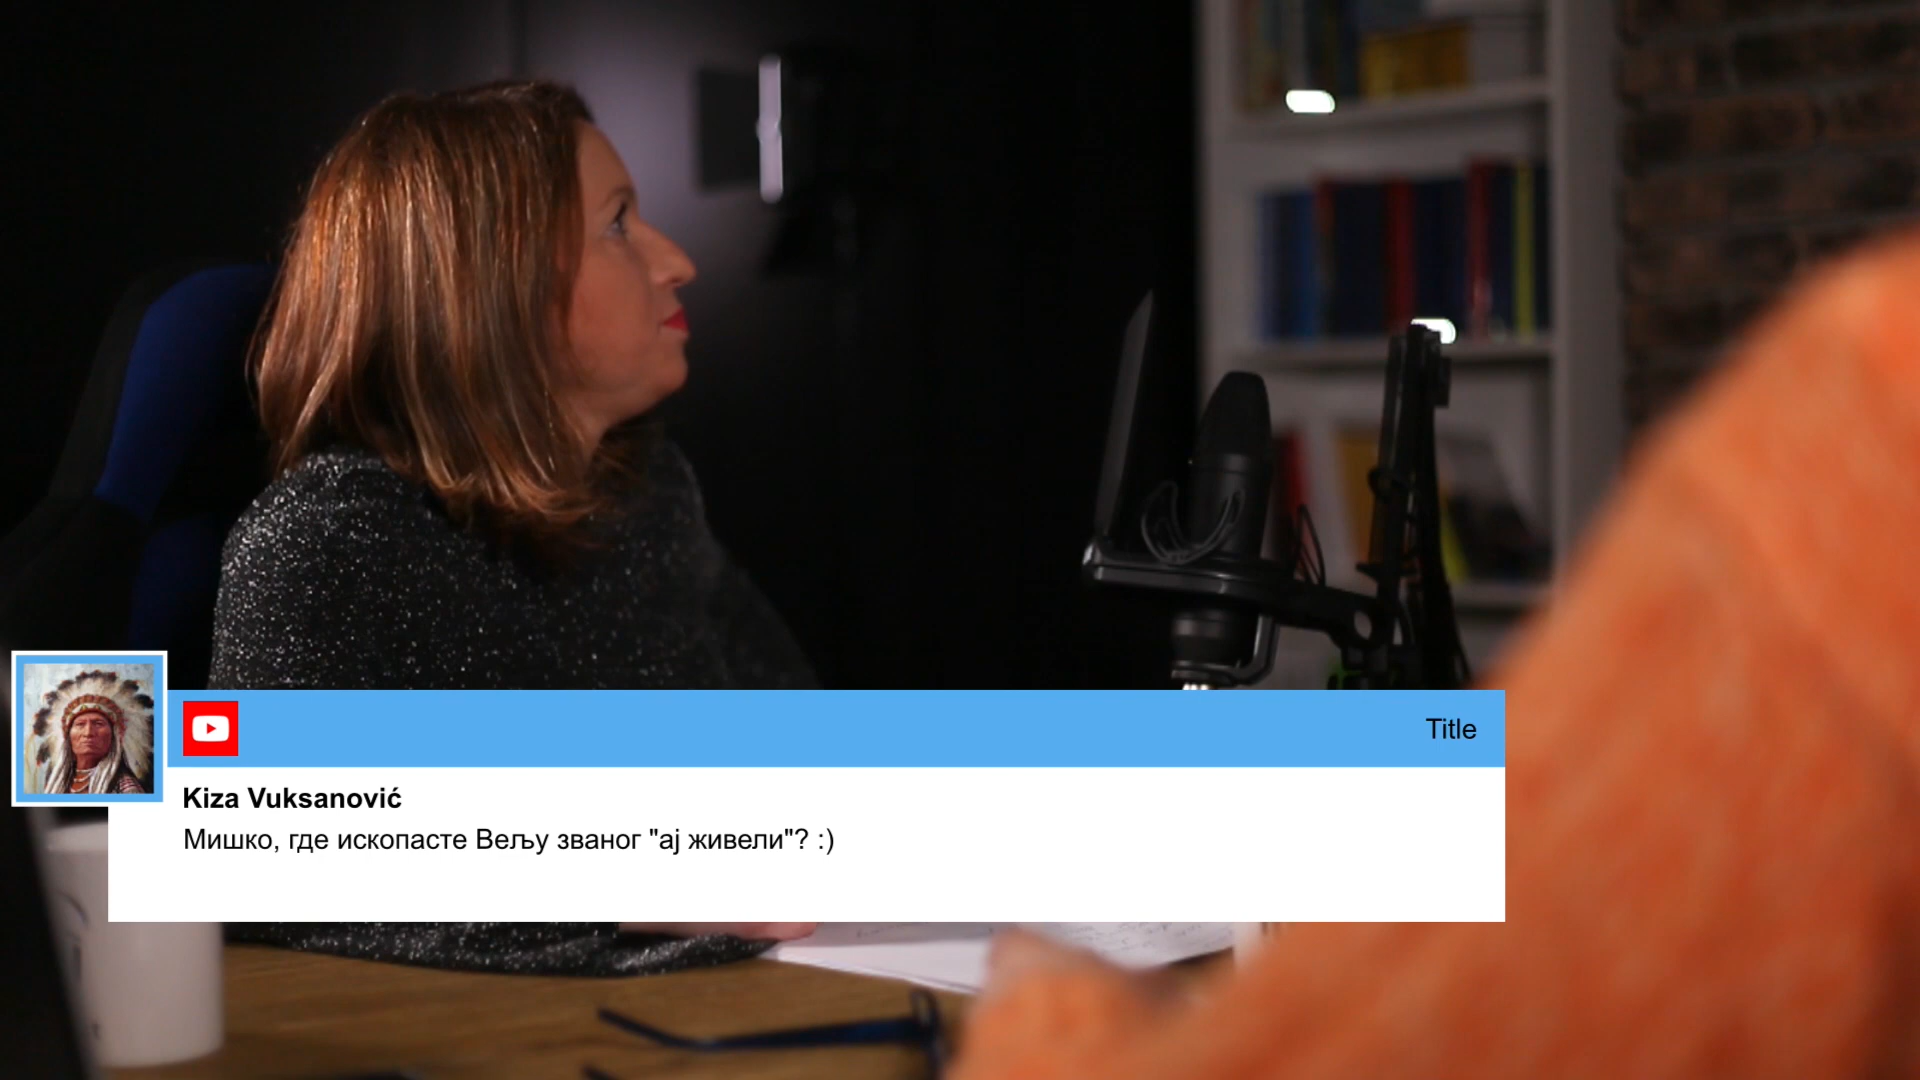 Title
Kiza Vuksanović
Мишко, где ископасте Вељу званог "ај живели"? :)